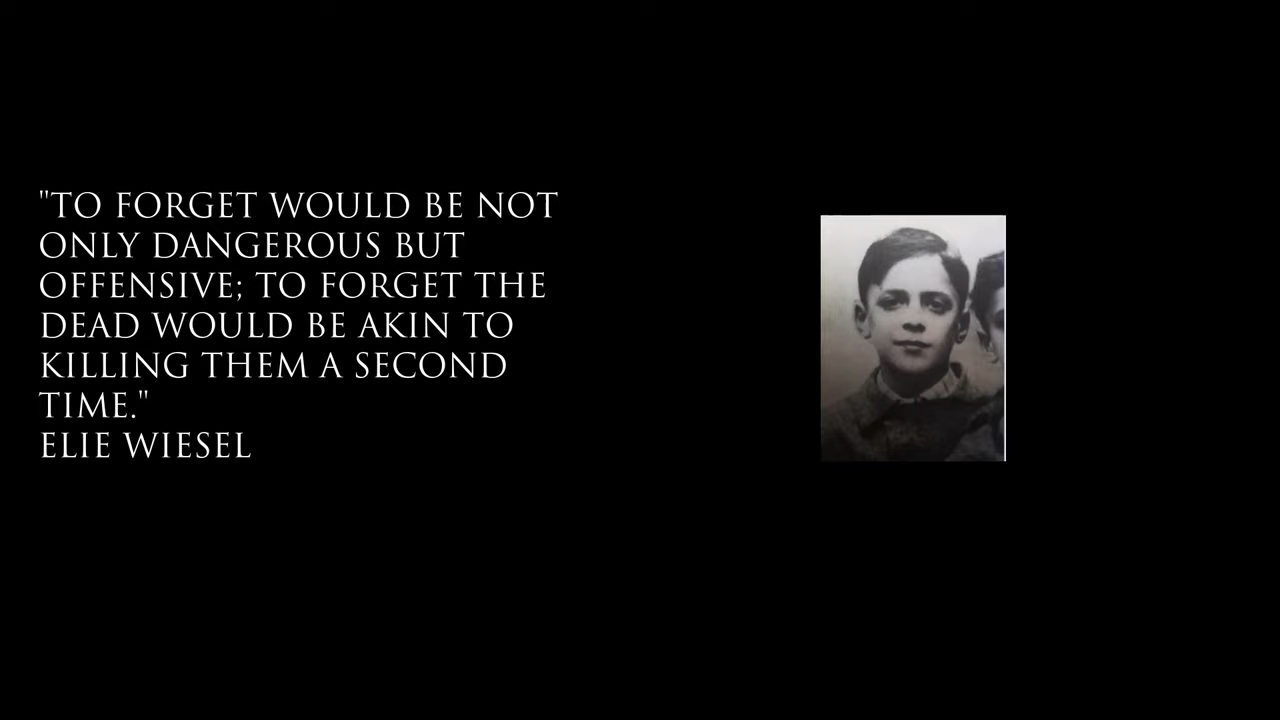 "TO FORGET WOULD BE NOT
ONLY DANGEROUS BUT
OFFENSIVE; TO FORGET THE
DEAD WOULD BE AKIN TO
KILLING THEM A SECOND
TIME."
ELIE WIESEL